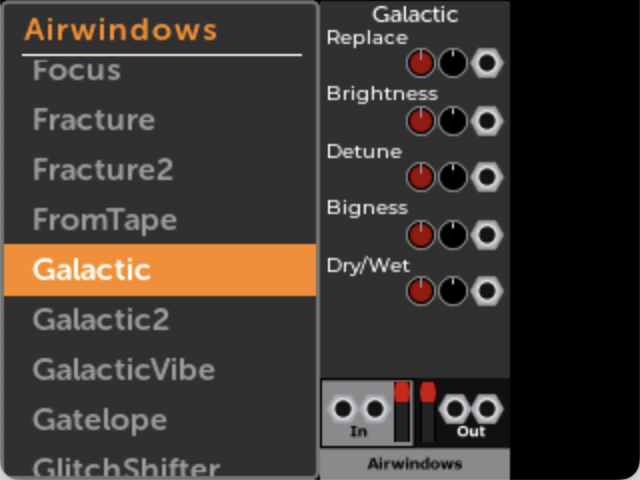 Airwindows
Focus
Fracture
Fracture2
FromTape
Galactic
Galactic2
GalacticVibe
Gatelope
GlitchShifter
Galactic
Replace
Brightness
Detune
Bigness
Dry/Wet
In
Out
Airwindows